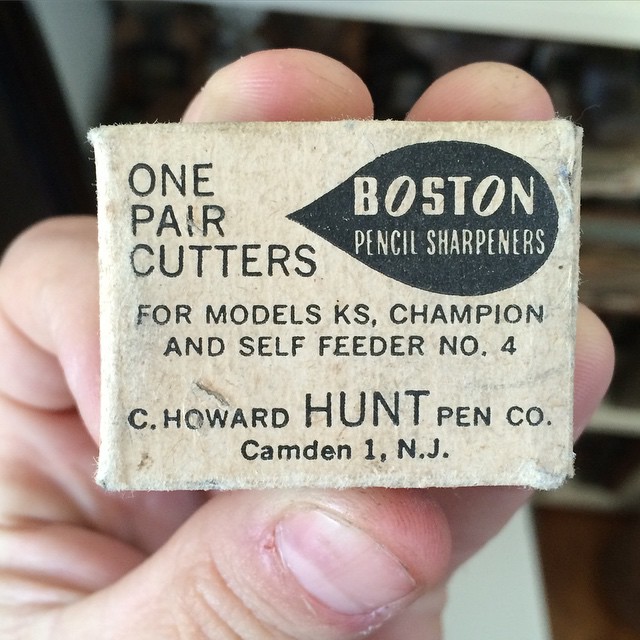 ONE
PAIR
CUTTERS
BOSTON
PENCIL SHARPENERS
FOR MODELS KS, CHAMPION
AND SELF FEEDER NO. 4
C. HOWARD HUNT PEN CO.
Camden 1, N.J.